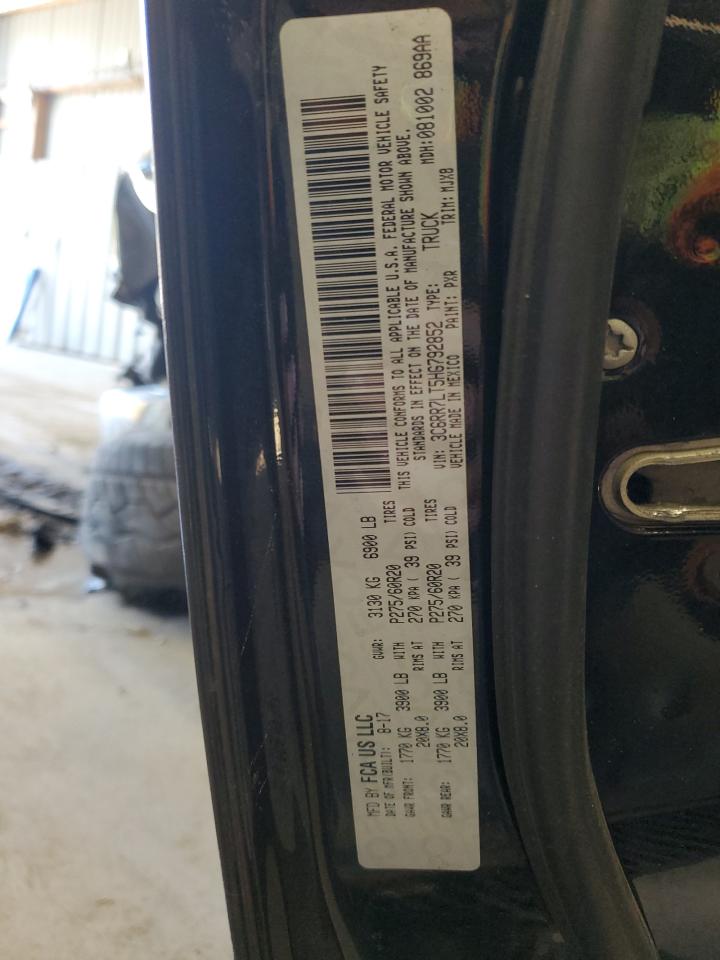 MFD BY FCA US LLC
DATE OF MFR(BUILT): 8-17 GVWR: 3130 KG 6900 LB
GAWR FRONT: 1770 KG 3900 LB WITH P275/60R20 TIRES
20X8.0 RIMS AT 270 KPA ( 39 PSI) COLD
GAWR REAR: 1770 KG 3900 LB WITH P275/60R20 TIRES
20X8.0 RIMS AT 270 KPA ( 39 PSI) COLD
THIS VEHICLE CONFORMS TO ALL APPLICABLE U.S.A. FEDERAL MOTOR VEHICLE SAFETY
STANDARDS IN EFFECT ON THE DATE OF MANUFACTURE SHOWN ABOVE.
VIN: 3C6RR7LT5HG792852 TYPE: TRUCK MDH:081002 869AA
VEHICLE MADE IN MEXICO PAINT: PXR TRIM: MJX8